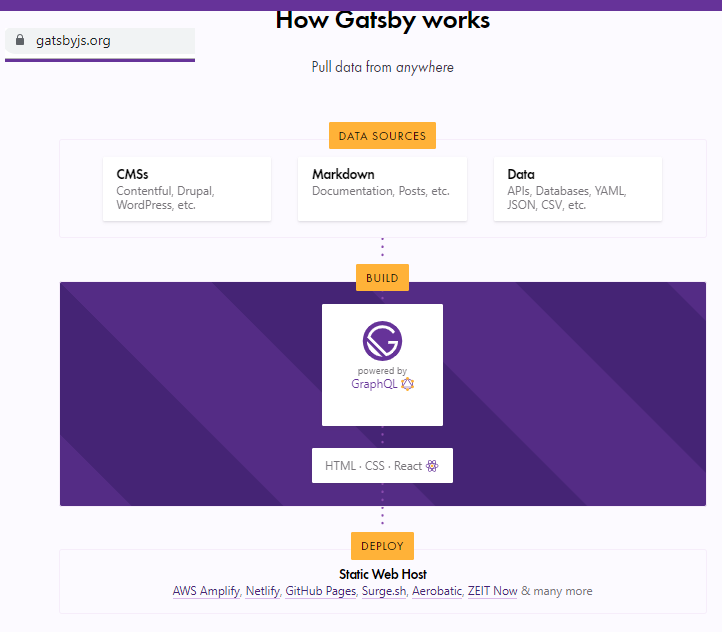 How Gatsby works
gatsbyjs.org
Pull data from anywhere
DATA SOURCES
CMSs
Contentful, Drupal,
WordPress, etc.
Markdown
Documentation, Posts, etc.
Data
APIs, Databases, YAML,
JSON, CSV, etc.
BUILD
powered by
GraphQL
HTML · CSS · React
DEPLOY
Static Web Host
AWS Amplify, Netlify, GitHub Pages, Surge.sh, Aerobatic, ZEIT Now & many more